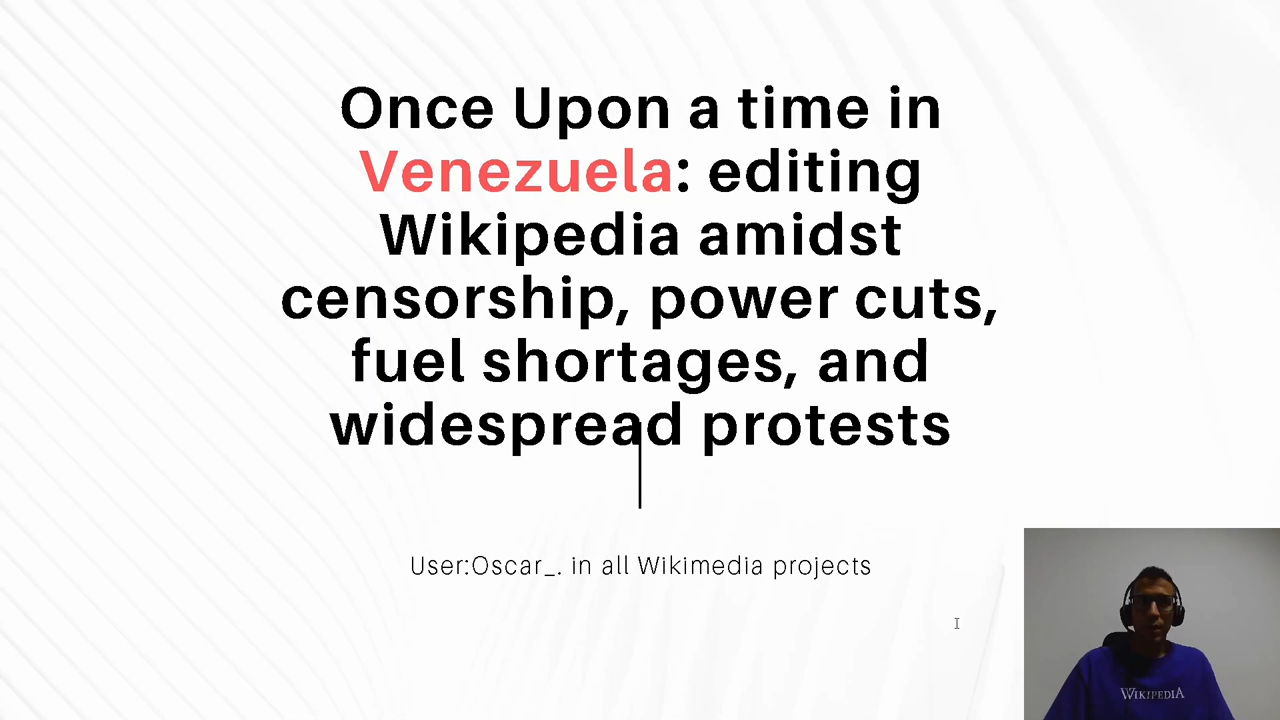 Once Upon a time in
Venezuela: editing
Wikipedia amidst
censorship, power cuts,
fuel shortages, and
widespread protests
User:Oscar_. in all Wikimedia projects
WIKIPEDIA